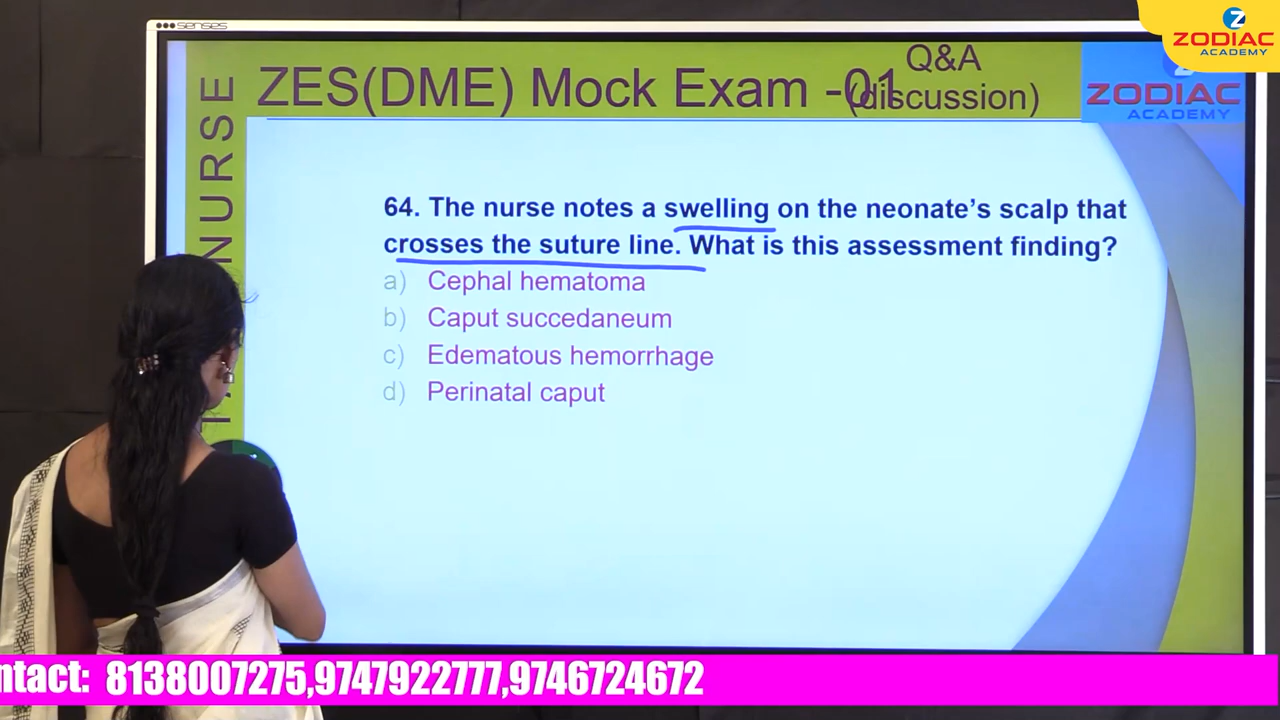 senses
ZODIAC
ACADEMY
ZES(DME) Mock Exam -01
Q&A
(discussion)
ZODIAC
ACADEMY
NURSE
64. The nurse notes a swelling on the neonate's scalp that
crosses the suture line. What is this assessment finding?
a) Cephal hematoma
b) Caput succedaneum
c) Edematous hemorrhage
d) Perinatal caput
ntact: 8138007275,9747922777,9746724672